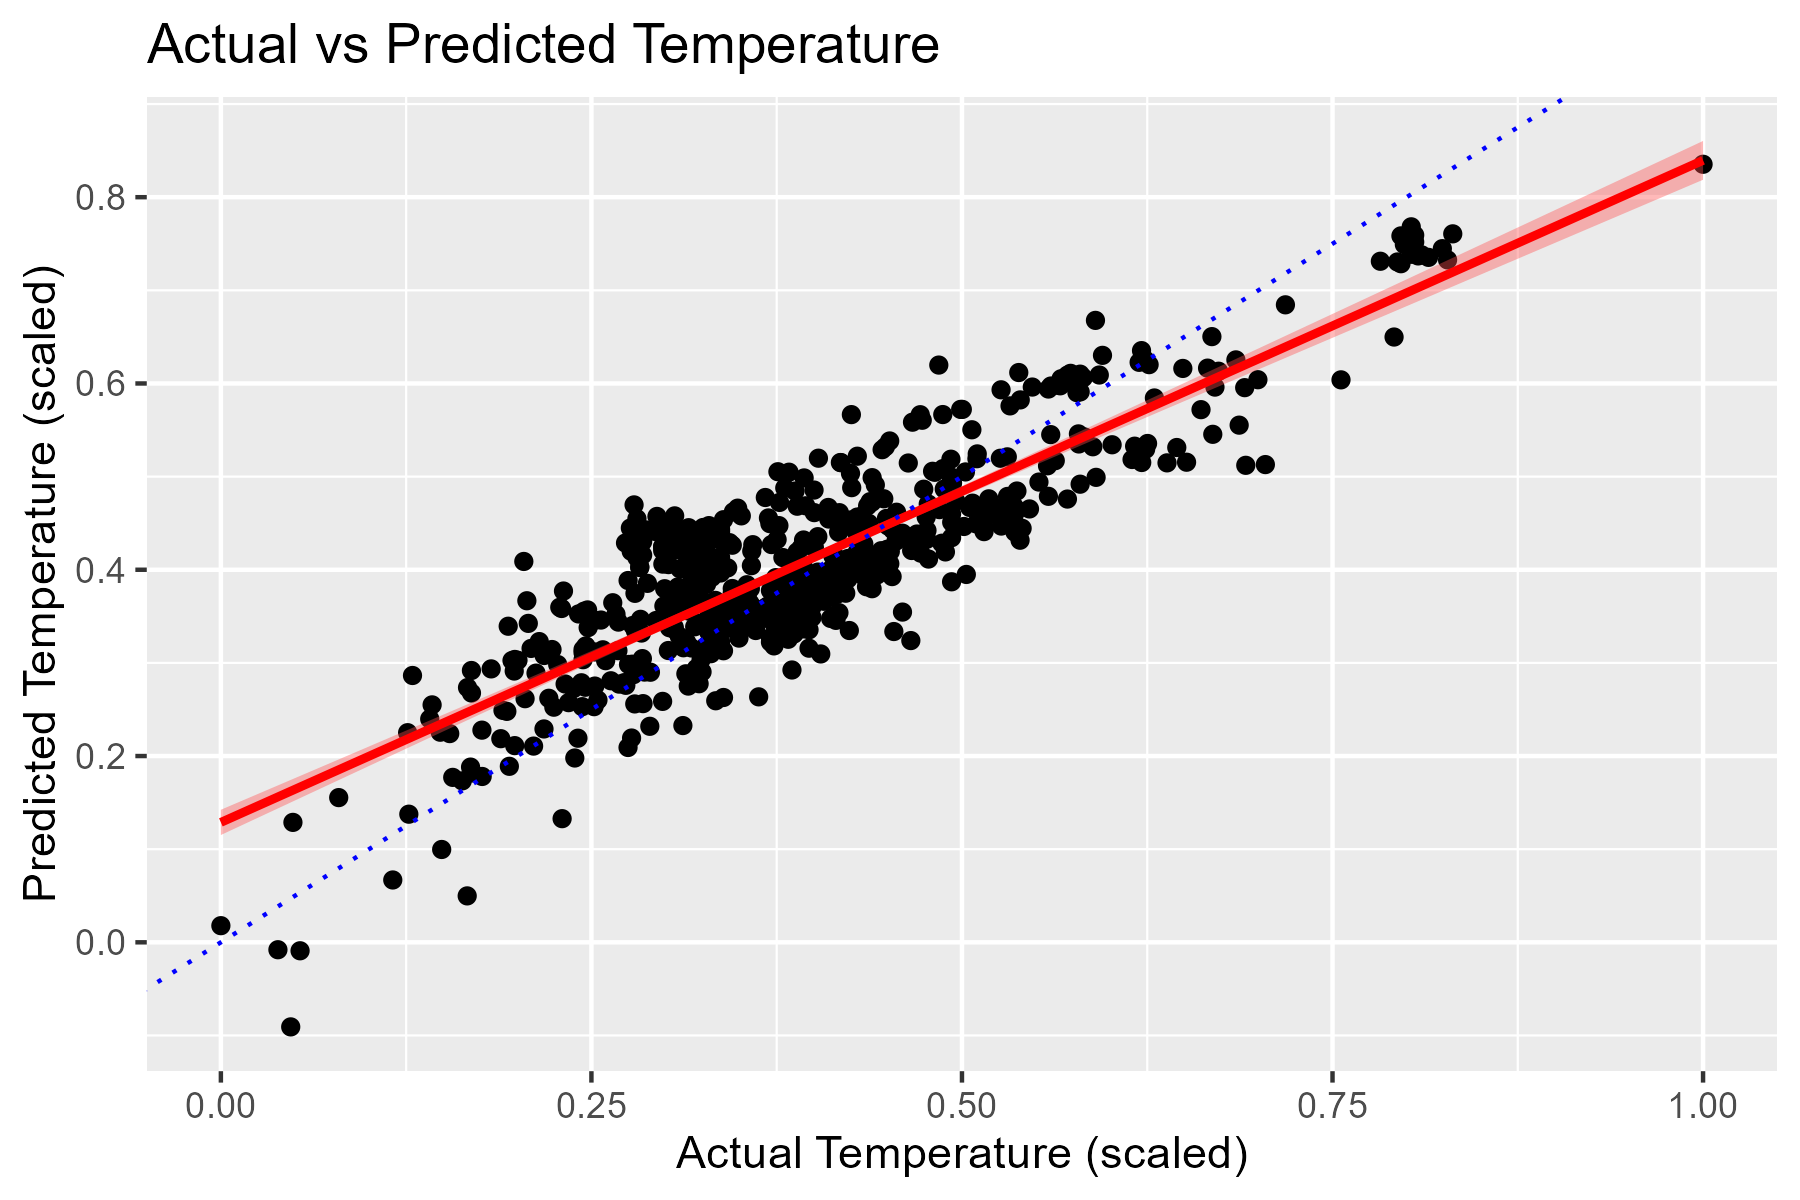 Actual vs Predicted Temperature
Predicted Temperature (scaled)
0.8
0.6
0.4
0.2
0.0
0.00 0.25 0.50 0.75 1.00
Actual Temperature (scaled)